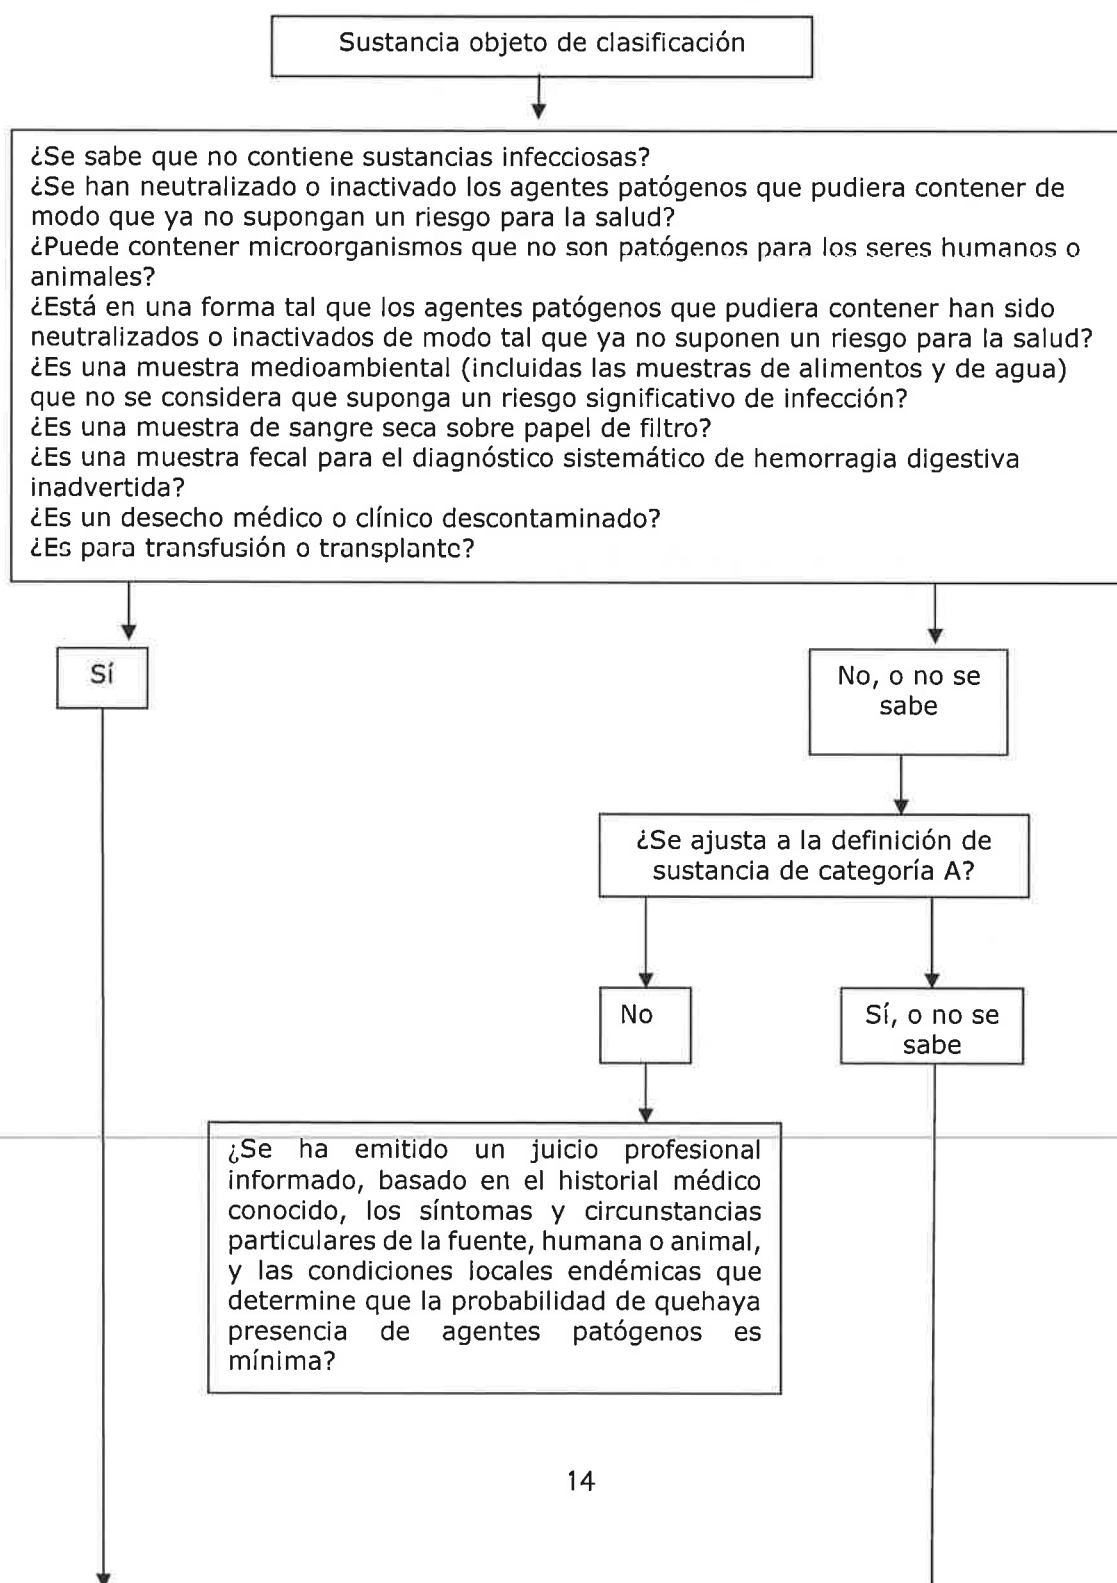 Sustancia objeto de clasificación
¿Se sabe que no contiene sustancias infecciosas?
¿Se han neutralizado o inactivado los agentes patógenos que pudiera contener de
modo que ya no supongan un riesgo para la salud?
¿Puede contener microorganismos que no son patógenos para los seres humanos o
animales?
¿Está en una forma tal que los agentes patógenos que pudiera contener han sido
neutralizados o inactivados de modo tal que ya no suponen un riesgo para la salud?
¿Es una muestra medioambiental (incluidas las muestras de alimentos y de agua)
que no se considera que suponga un riesgo significativo de infección?
¿Es una muestra de sangre seca sobre papel de filtro?
¿Es una muestra fecal para el diagnóstico sistemático de hemorragia digestiva
inadvertida?
¿Es un desecho médico o clínico descontaminado?
¿Es para transfusión o transplante?
Sí
No, o no se
sabe
¿Se ajusta a la definición de
sustancia de categoría A?
No
Sí, o no se
sabe
¿Se ha emitido un juicio profesional
informado, basado en el historial médico
conocido, los síntomas y circunstancias
particulares de la fuente, humana o animal,
y las condiciones locales endémicas que
determine que la probabilidad de quehaya
presencia de agentes patógenos es
mínima?
14